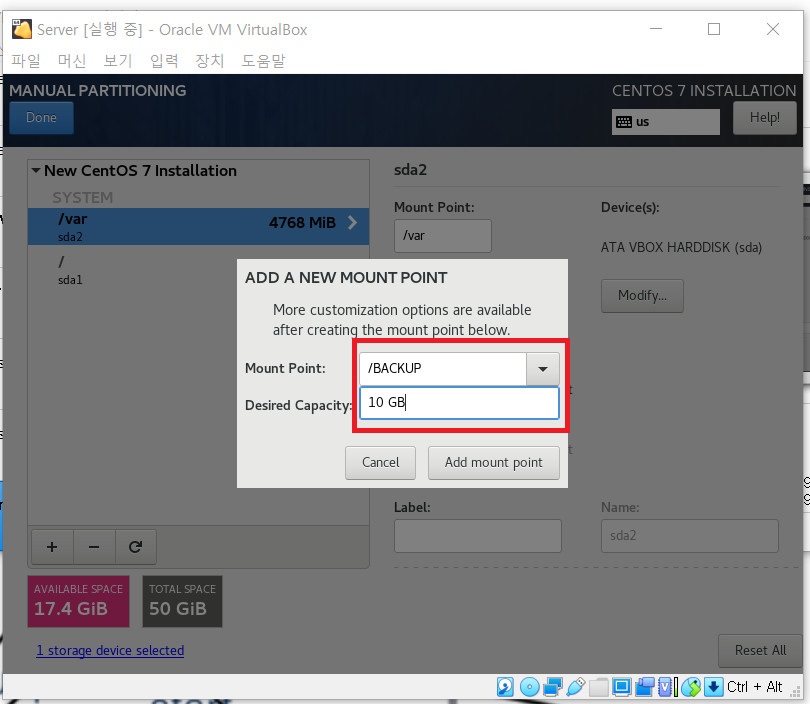 Server [실행 중] - Oracle VM VirtualBox
파일 머신 보기 입력 장치 도움말
MANUAL PARTITIONING
CENTOS 7 INSTALLATION
Done
us
Help!
New CentOS 7 Installation
SYSTEM
/var
4768 MiB
sda2
/
sda1
sda2
Mount Point:
Device(s):
/var
ATA VBOX HARDDISK (sda)
Modify...
ADD A NEW MOUNT POINT
More customization options are available
after creating the mount point below.
Mount Point:
/BACKUP
Desired Capacity:
10 GB
Cancel
Add mount point
Label:
Name:
sda2
AVAILABLE SPACE
17.4 GiB
TOTAL SPACE
50 GiB
1 storage device selected
Reset All
Ctrl + Alt